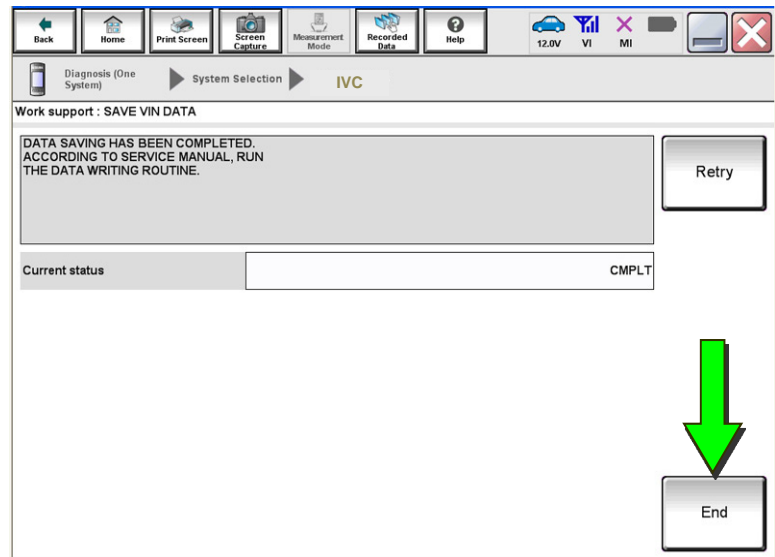 Back
Home
Print Screen
Screen
Capture
Measurement
Mode
Recorded
Data
Help
12.0V
VI
MI
Diagnosis (One
System)
System Selection
IVC
Work support : SAVE VIN DATA
DATA SAVING HAS BEEN COMPLETED.
ACCORDING TO SERVICE MANUAL, RUN
THE DATA WRITING ROUTINE.
Retry
Current status
CMPLT
End